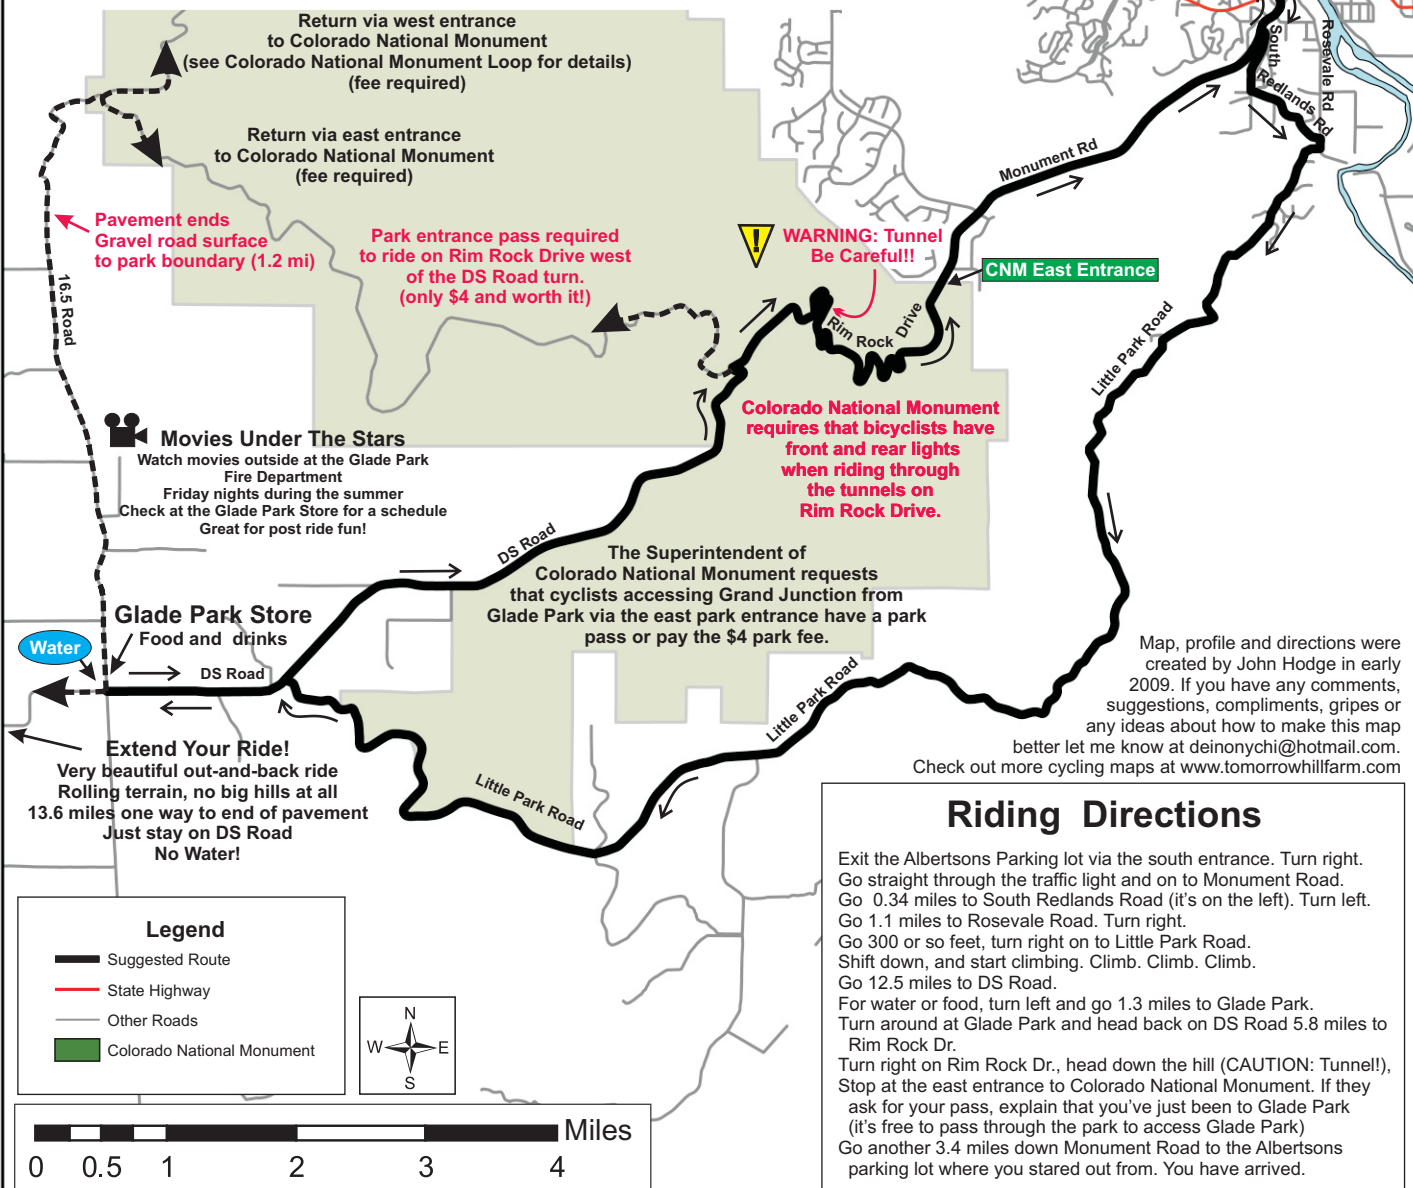 Return via west entrance
to Colorado National Monument
(see Colorado National Monument Loop for details)
(fee required)
South
Rosevale Rd
Redlands Rd
Return via east entrance
to Colorado National Monument
(fee required)
Monument Rd
Pavement ends
Gravel road surface
to park boundary (1.2 mi)
Park entrance pass required
to ride on Rim Rock Drive west
of the DS Road turn.
(only $4 and worth it!)
!
WARNING: Tunnel
Be Careful!!
CNM East Entrance
16.5 Road
Rim Rock Drive
Little Park Road
Colorado National Monument
requires that bicyclists have
front and rear lights
when riding through
the tunnels on
Rim Rock Drive.
Movies Under The Stars
Watch movies outside at the Glade Park
Fire Department
Friday nights during the summer
Check at the Glade Park Store for a schedule
Great for post ride fun!
DS Road
The Superintendent of
Colorado National Monument requests
that cyclists accessing Grand Junction from
Glade Park via the east park entrance have a park
pass or pay the $4 park fee.
Glade Park Store
Food and drinks
Water
DS Road
Little Park Road
Map, profile and directions were
created by John Hodge in early
2009. If you have any comments,
suggestions, compliments, gripes or
any ideas about how to make this map
better let me know at deinonychi@hotmail.com.
Check out more cycling maps at www.tomorrowhillfarm.com
Extend Your Ride!
Very beautiful out-and-back ride
Rolling terrain, no big hills at all
13.6 miles one way to end of pavement
Just stay on DS Road
No Water!
Little Park Road
Riding Directions
Exit the Albertsons Parking lot via the south entrance. Turn right.
Go straight through the traffic light and on to Monument Road.
Go 0.34 miles to South Redlands Road (it's on the left). Turn left.
Go 1.1 miles to Rosevale Road. Turn right.
Go 300 or so feet, turn right on to Little Park Road.
Shift down, and start climbing. Climb. Climb. Climb.
Go 12.5 miles to DS Road.
For water or food, turn left and go 1.3 miles to Glade Park.
Turn around at Glade Park and head back on DS Road 5.8 miles to
Rim Rock Dr.
Turn right on Rim Rock Dr., head down the hill (CAUTION: Tunnel!),
Stop at the east entrance to Colorado National Monument. If they
ask for your pass, explain that you've just been to Glade Park
(it's free to pass through the park to access Glade Park)
Go another 3.4 miles down Monument Road to the Albertsons
parking lot where you stared out from. You have arrived.
Legend
Suggested Route
State Highway
Other Roads
Colorado National Monument
N
W E
S
Miles
0 0.5 1 2 3 4